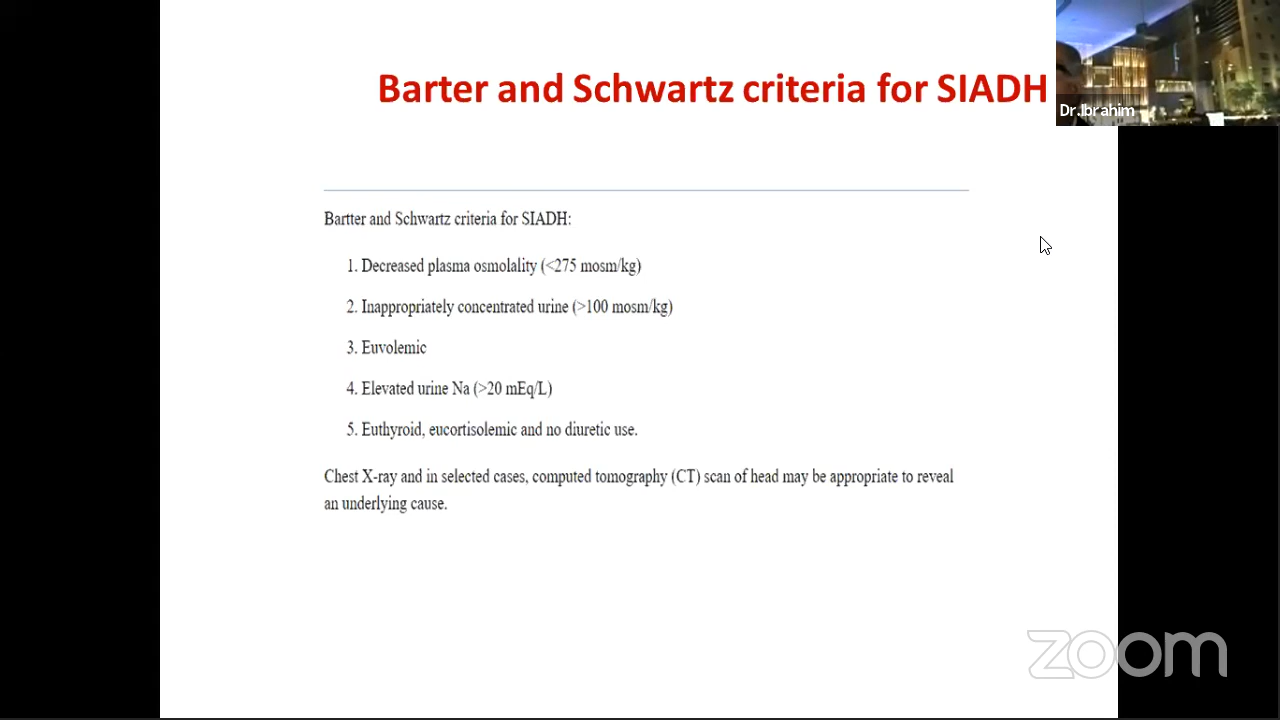 Barter and Schwartz criteria for SIADH
Dr.Ibrahim
Bartter and Schwartz criteria for SIADH:
1. Decreased plasma osmolality (<275 mosm/kg)
2. Inappropriately concentrated urine (>100 mosm/kg)
3. Euvolemic
4. Elevated urine Na (>20 mEq/L)
5. Euthyroid, eucortisolemic and no diuretic use.
Chest X-ray and in selected cases, computed tomography (CT) scan of head may be appropriate to reveal
an underlying cause.
zoom